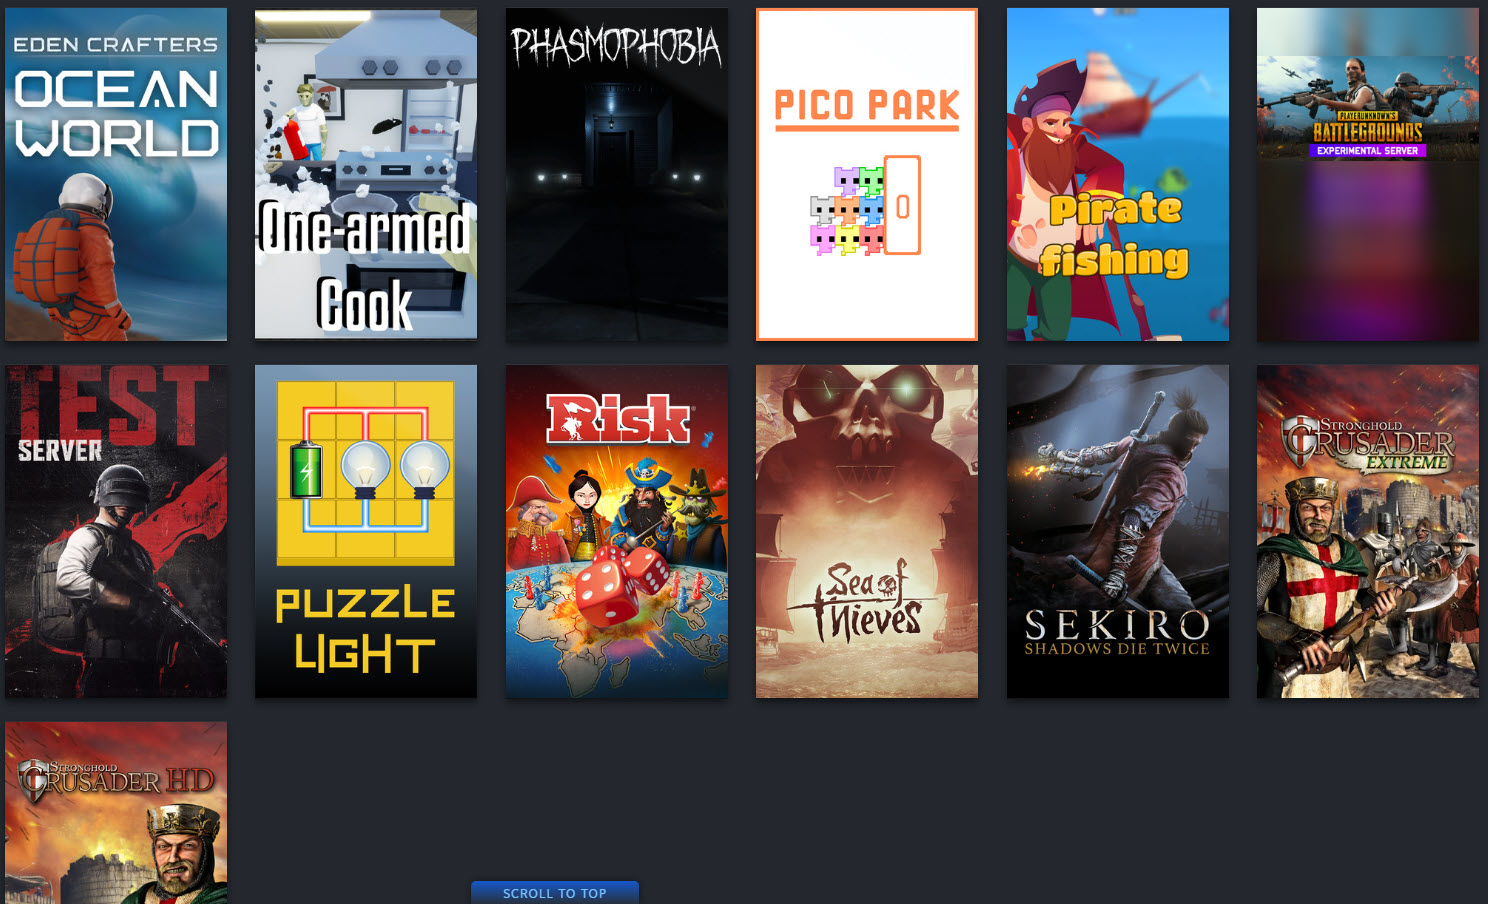 EDEN CRAFTERS
OCEAN
WORLD
One-armed
Cook
PHASMOPHOBIA
PICO PARK
Pirate
fishing
PLAYERUNKNOWN'S
BATTLEGROUNDS
EXPERIMENTAL SERVER
TEST
SERVER
PUZZLE
LIGHT
Risk
Sea of
Thieves
SEKIRO
SHADOWS DIE TWICE
STRONGHOLD
CRUSADER
EXTREME
STRONGHOLD
CRUSADER HD
SCROLL TO TOP